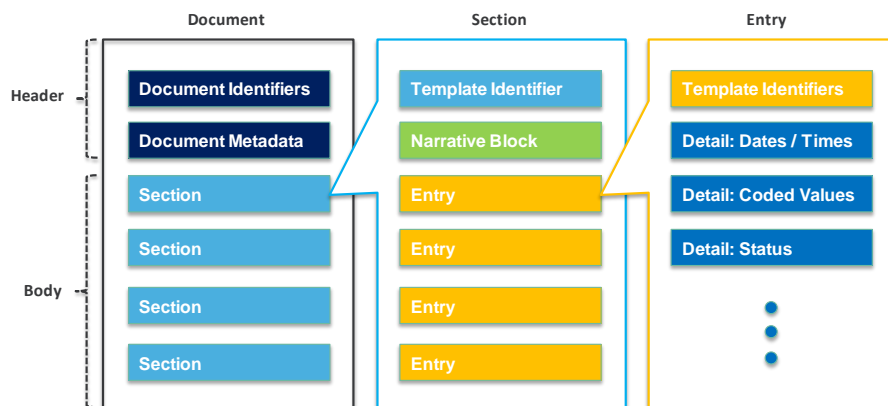 Document
Section
Entry
Header
Document Identifiers
Template Identifier
Template Identifiers
Document Metadata
Narrative Block
Detail: Dates / Times
Body
Section
Entry
Detail: Coded Values
Section
Entry
Detail: Status
Section
Entry
Section
Entry